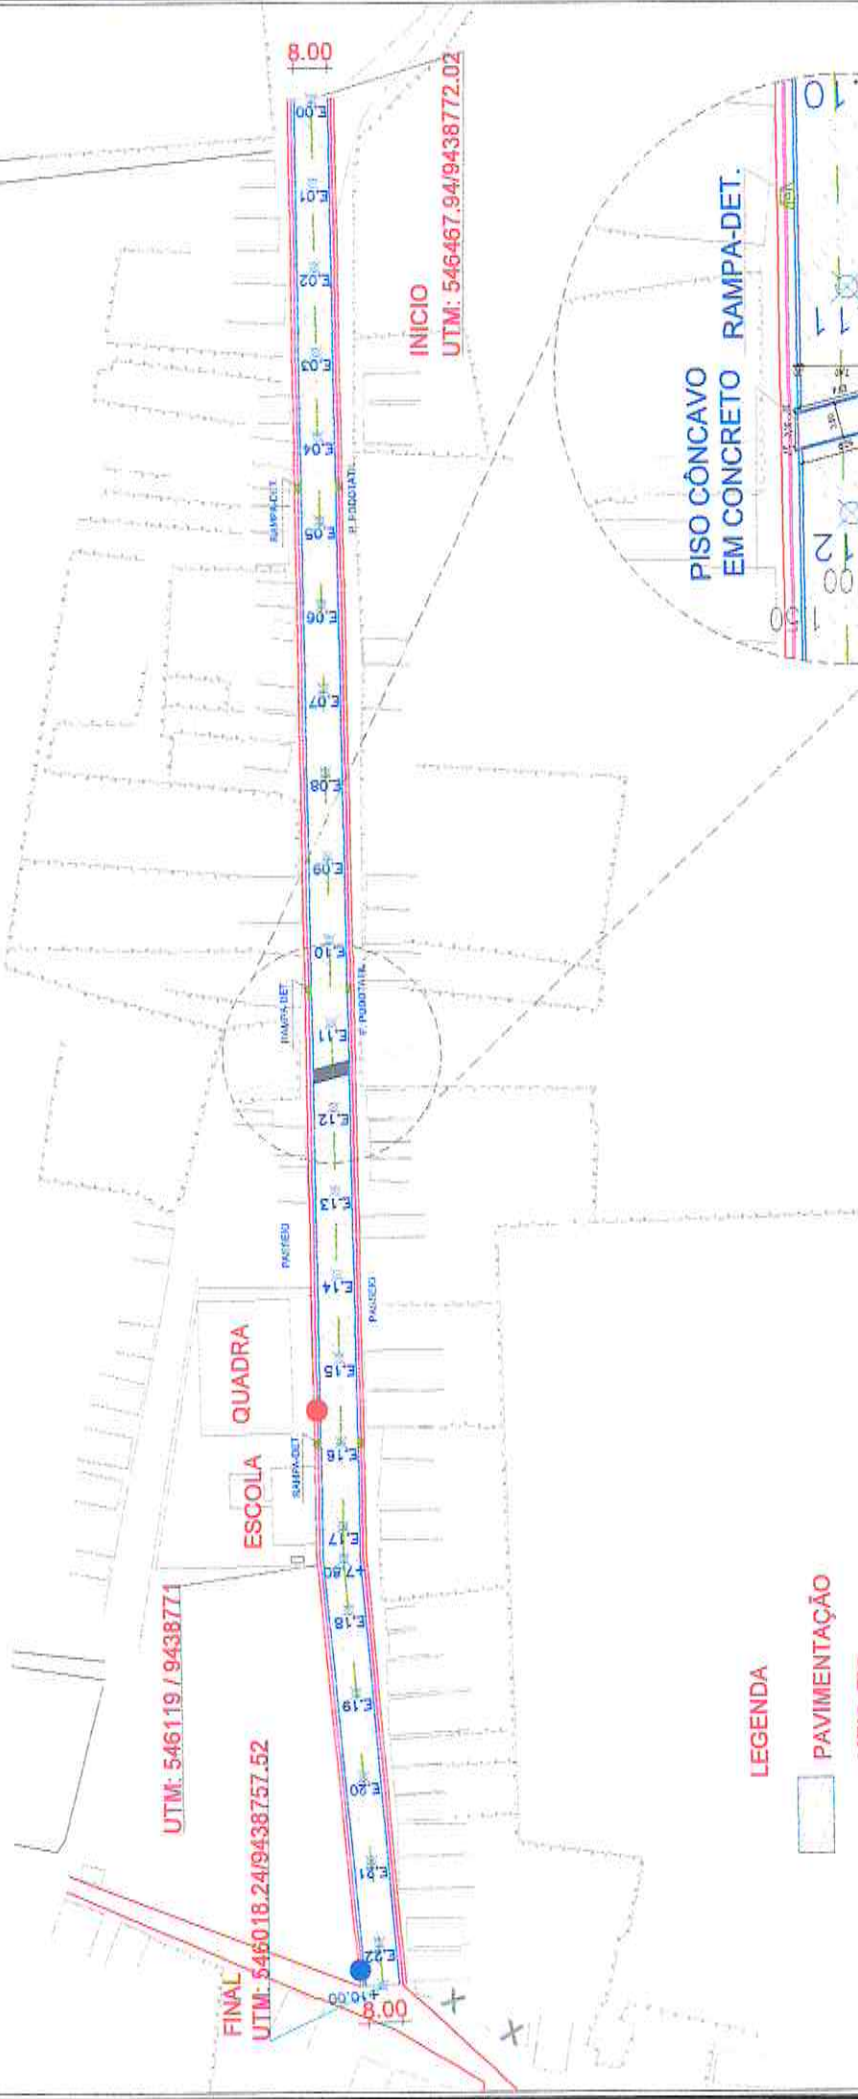 8.00
E.00
E.01
E.02
E.03
E.04
E.05
E.06
E.07
E.08
E.09
E.10
E.11
E.12
E.13
E.14
E.15
E.16
E.17
+7.80
E.18
E.19
E.20
E.21
E.22
+10.00
8.00
INICIO
UTM: 546467.94/9438772.02
RAMPA-DET
P. PODOTATIL
RAMPA-DET
P. PODOTATIL
PASSEIO
PASSEIO
RAMPA-DET
QUADRA
ESCOLA
UTM: 546119 / 9438771
FINAL
UTM: 546018.24/9438757.52
PISO CÔNCAVO
EM CONCRETO
RAMPA-DET.
10
11
LEGENDA
PAVIMENTAÇÃO